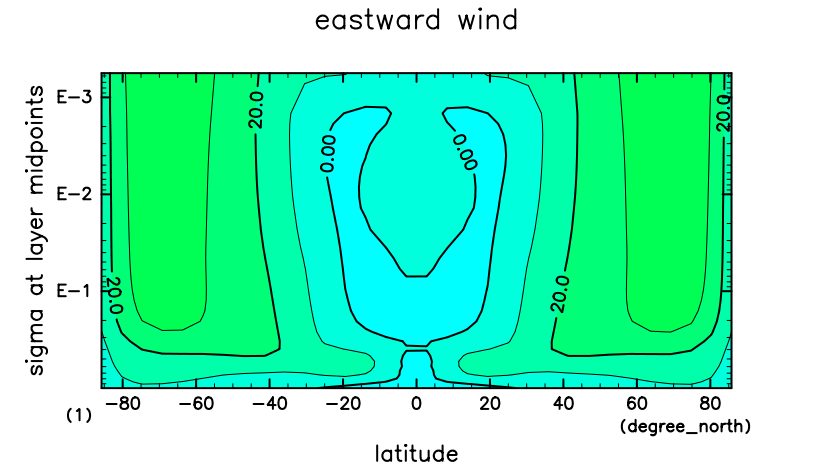 eastward wind
sigma at layer midpoints
E-3
E-2
E-1
20.0
0.00
0.00
20.0
20.0
20.0
-80 -60 -40 -20 0 20 40 60 80
(1)
(degree_north)
latitude